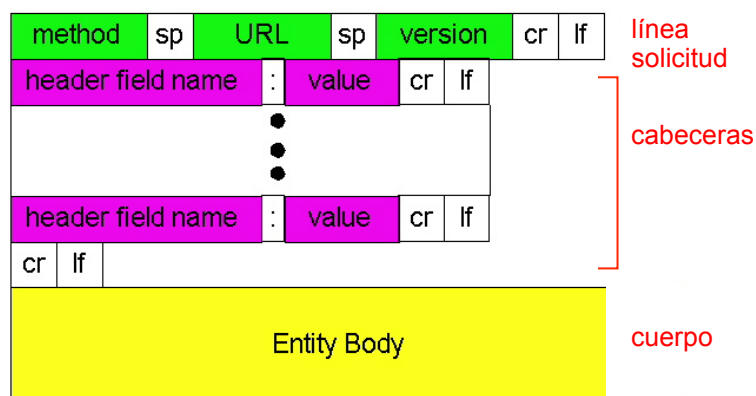 method sp URL sp version cr lf
línea
solicitud
header field name : value cr lf
cabeceras
header field name : value cr lf
cr lf
Entity Body
cuerpo